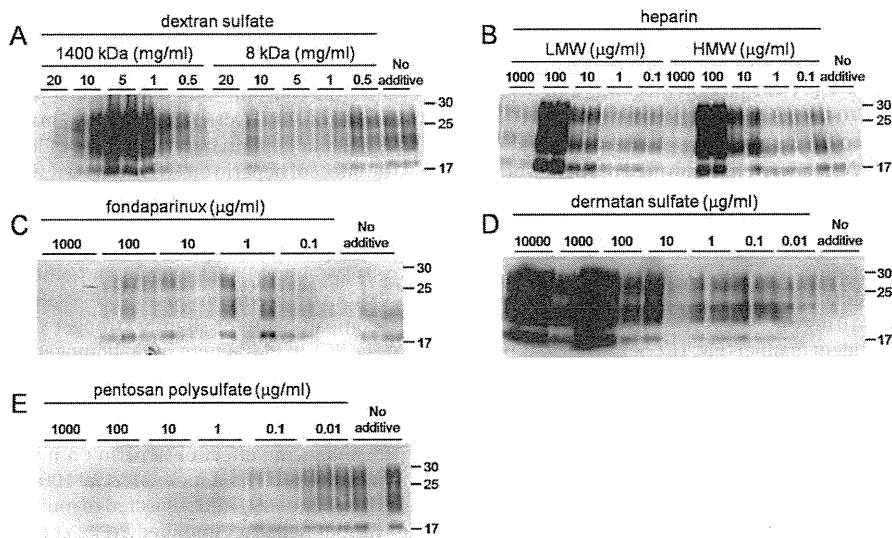 A
dextran sulfate
1400 kDa (mg/ml)
8 kDa (mg/ml)
No additive
20 10 5 1 0.5 20 10 5 1 0.5
30
25
17
B
heparin
LMW (μg/ml)
HMW (μg/ml)
No additive
1000 100 10 1 0.1 1000 100 10 1 0.1
30
25
17
C
fondaparinux (μg/ml)
No additive
1000 100 10 1 0.1
30
25
17
D
dermatan sulfate (μg/ml)
No additive
10000 1000 100 10 1 0.1 0.01
30
25
17
E
pentosan polysulfate (μg/ml)
No additive
1000 100 10 1 0.1 0.01
30
25
17